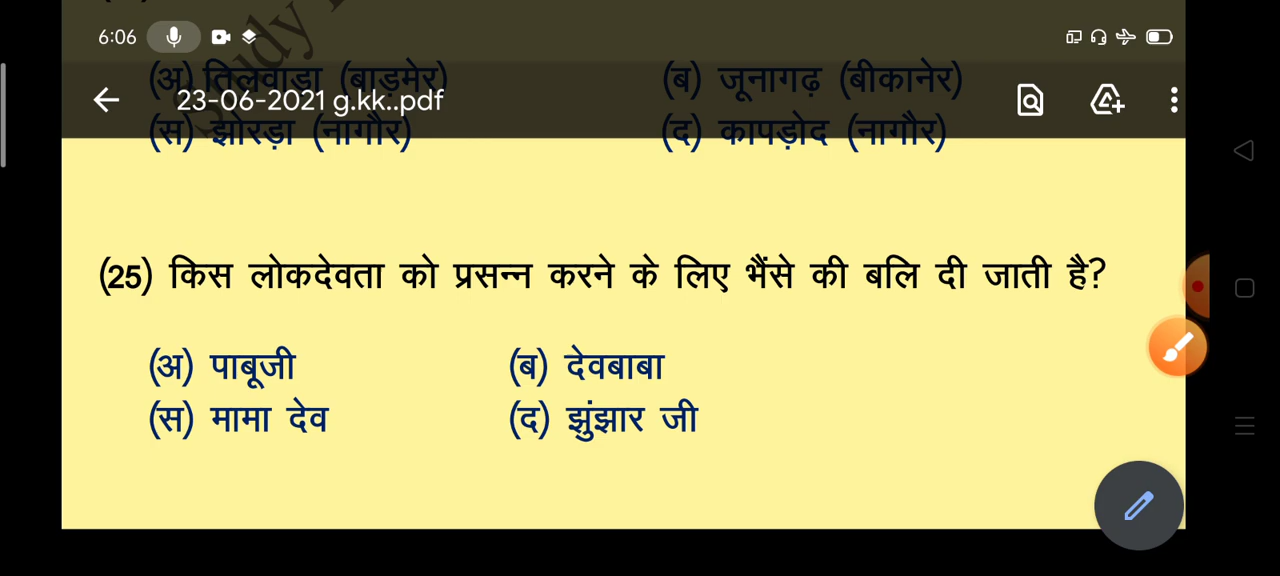 6:06
(अ) तिलवाड़ा (बाड़मेर) (ब) जूनागढ़ (बीकानेर)
23-06-2021 g.kk..pdf
(स) झोरड़ा (नागौर) (द) कापड़ोद (नागौर)
(25) किस लोकदेवता को प्रसन्न करने के लिए भैंसे की बलि दी जाती है?
(अ) पाबूजी (ब) देवबाबा
(स) मामा देव (द) झुंझार जी